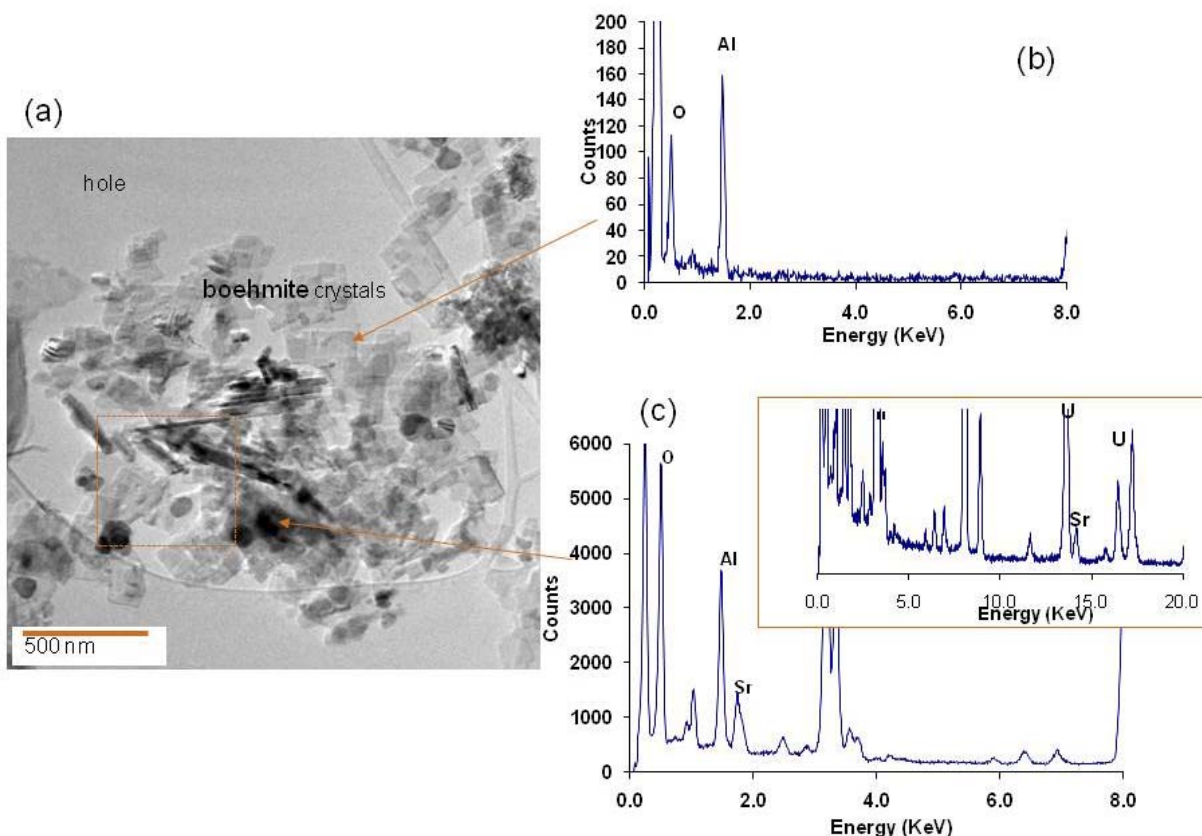 (a)
hole
boehmite crystals
500 nm
(b)
200
180
160
140
120
100
80
60
40
20
0
Counts
O
Al
0.0 2.0 4.0 6.0 8.0
Energy (KeV)
(c)
6000
5000
4000
3000
2000
1000
0
Counts
O
Al
Sr
0.0 2.0 4.0 6.0 8.0
Energy (KeV)
U
U
Sr
0.0 5.0 10.0 15.0 20.0
Energy (KeV)